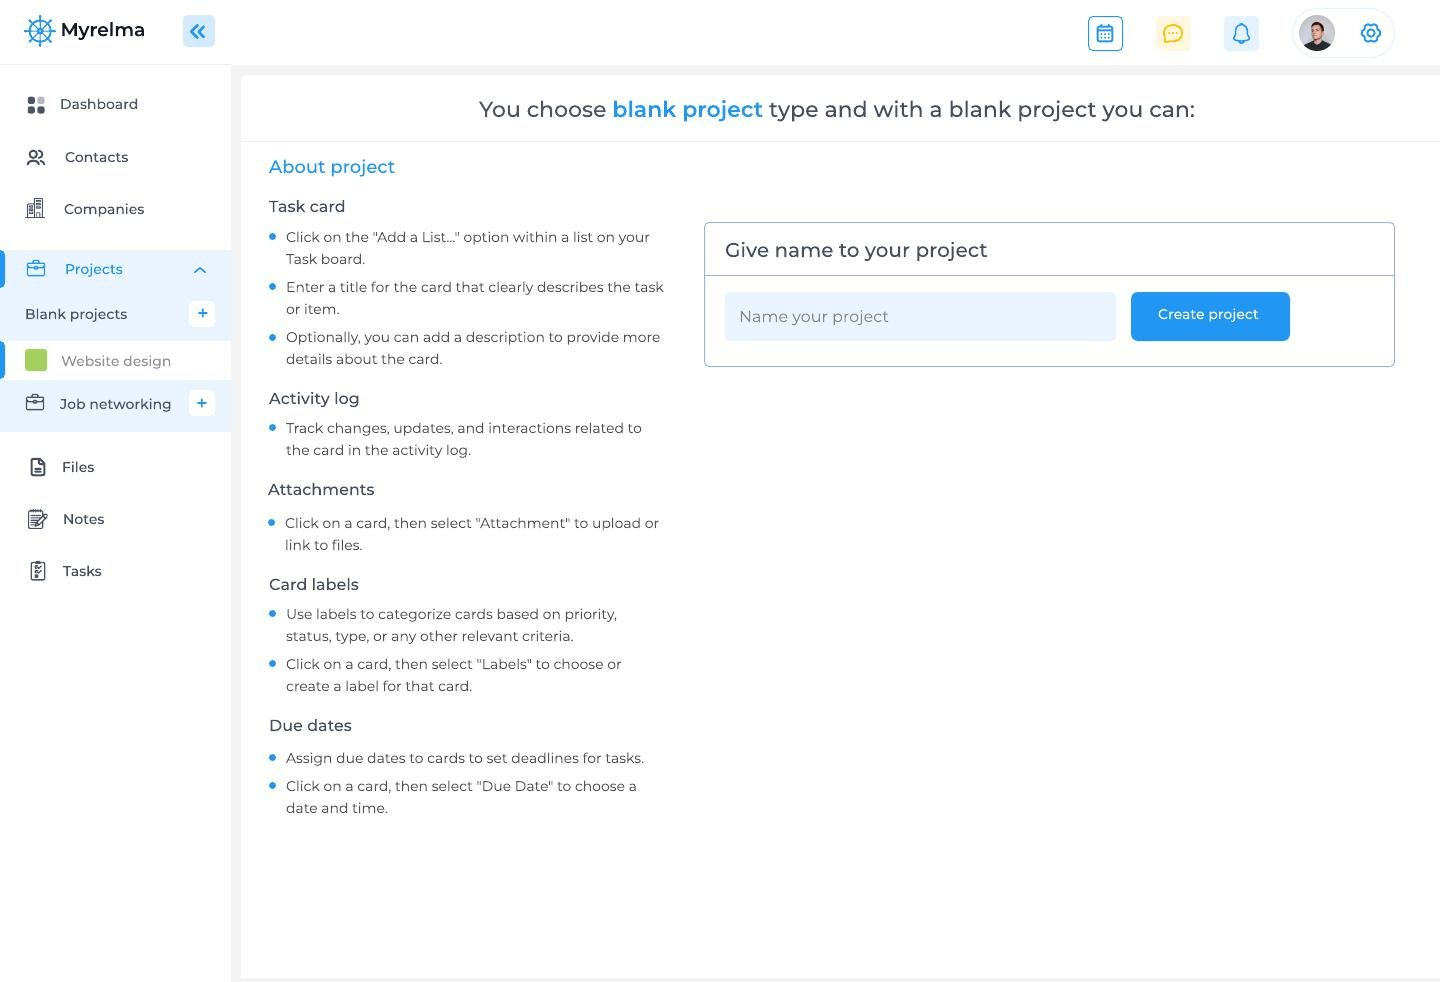 Myrelma
Dashboard
Contacts
Companies
Projects
Blank projects
+
Website design
Job networking
+
Files
Notes
Tasks
You choose blank project type and with a blank project you can:
About project
Task card
Click on the "Add a List..." option within a list on your
Task board.
Enter a title for the card that clearly describes the task
or item.
Optionally, you can add a description to provide more
details about the card.
Activity log
Track changes, updates, and interactions related to
the card in the activity log.
Attachments
Click on a card, then select "Attachment" to upload or
link to files.
Card labels
Use labels to categorize cards based on priority,
status, type, or any other relevant criteria.
Click on a card, then select "Labels" to choose or
create a label for that card.
Due dates
Assign due dates to cards to set deadlines for tasks.
Click on a card, then select "Due Date" to choose a
date and time.
Give name to your project
Name your project
Create project